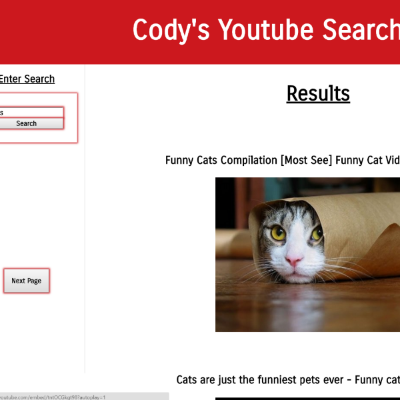 Cody's Youtube Search
Enter Search
s
Search
Results
Funny Cats Compilation [Most See] Funny Cat Vid
Next Page
Cats are just the funniest pets ever - Funny cat